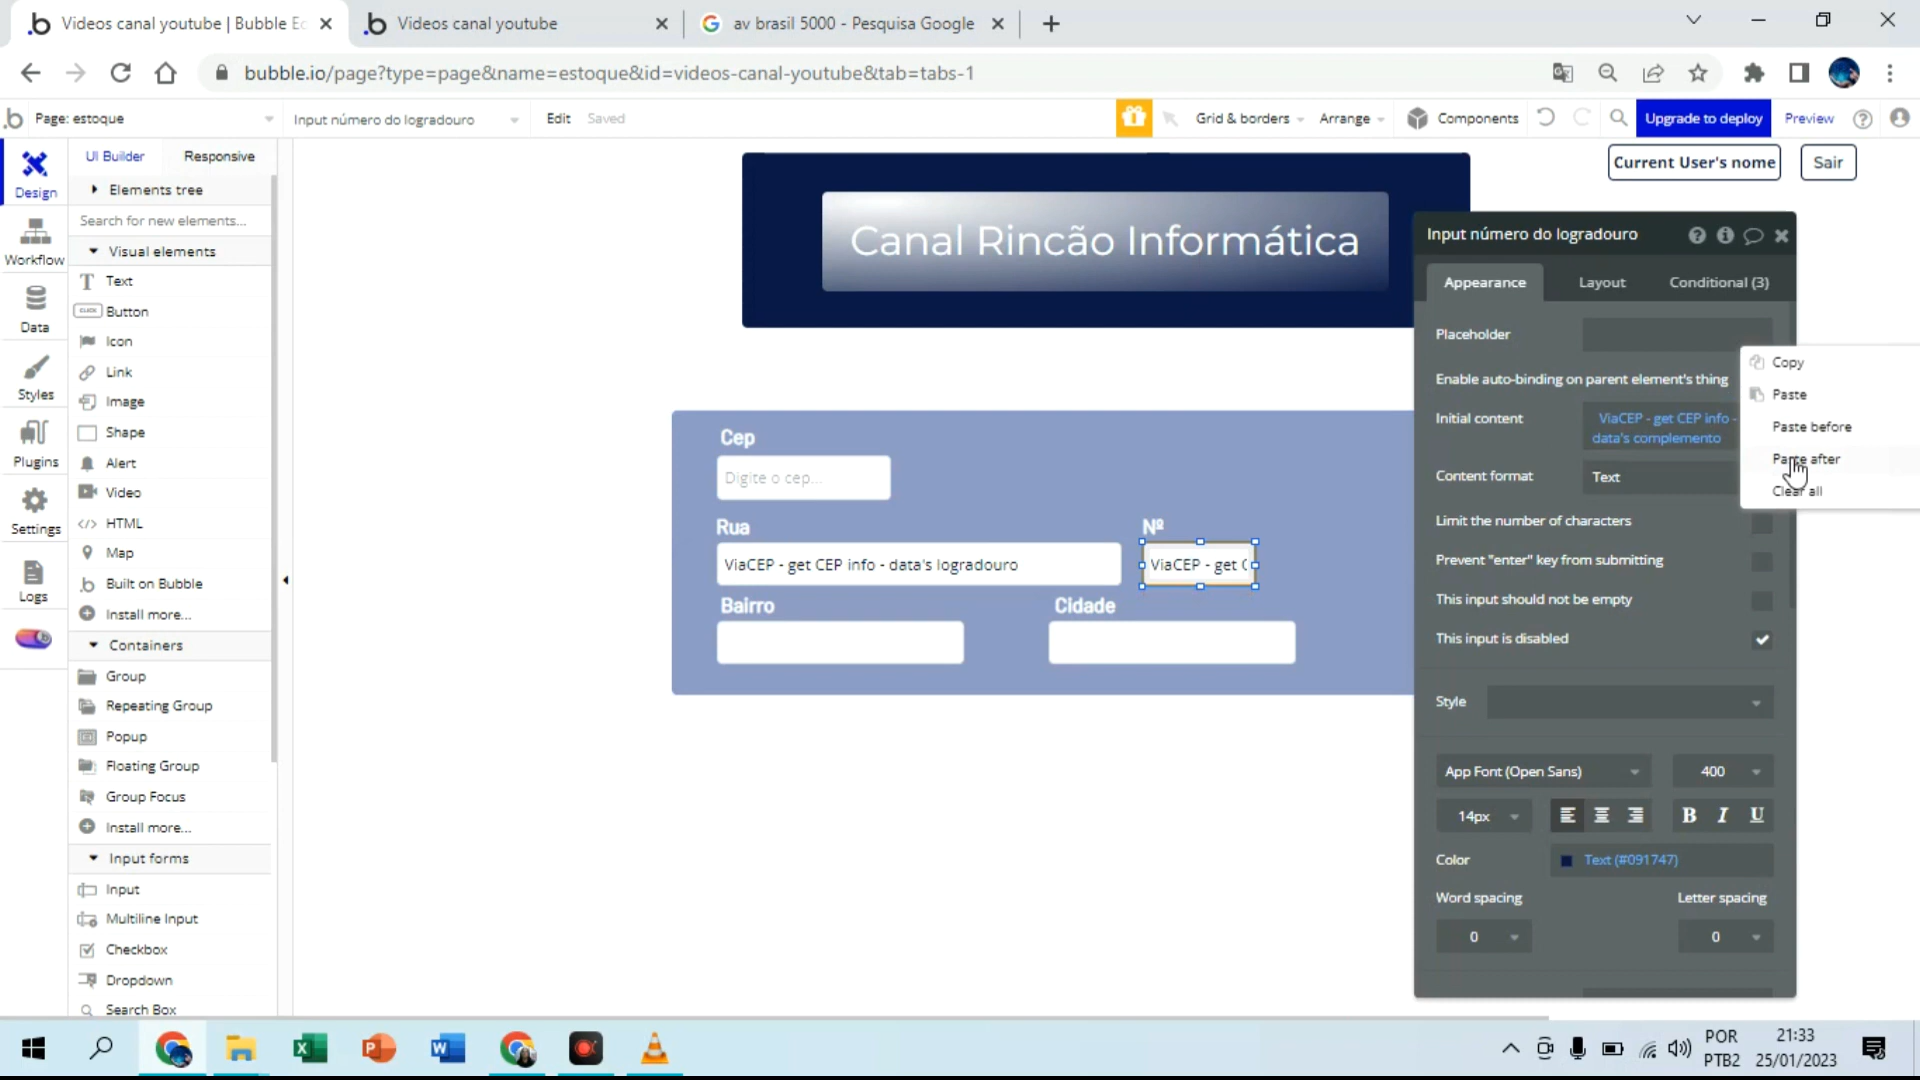 Videos canal youtube | Bubble Ed
Videos canal youtube
av brasil 5000 - Pesquisa Google
bubble.io/page?type=page&name=estoque&id=videos-canal-youtube&tab=tabs-1
Page: estoque
Input número do logradouro
Edit
Saved
Grid & borders
Arrange
Components
Upgrade to deploy
Preview
UI Builder
Responsive
Current User's nome
Sair
Design
Workflow
Data
Styles
Plugins
Settings
Logs
Elements tree
Search for new elements...
Visual elements
Text
CLICK
Button
Icon
Link
Image
Shape
Alert
Video
HTML
Map
Built on Bubble
Install more...
Containers
Group
Repeating Group
Popup
Floating Group
Group Focus
Install more...
Input forms
Input
Multiline Input
Checkbox
Dropdown
Search Box
Canal Rincão Informática
Cep
Digite o cep...
Rua
Nº
ViaCEP - get CEP info - data's logradouro
ViaCEP - get C
Bairro
Cidade
Input número do logradouro
Appearance
Layout
Conditional (3)
Placeholder
Enable auto-binding on parent element's thing
Initial content
ViaCEP - get CEP info -
data's complemento
Content format
Text
Limit the number of characters
Prevent "enter" key from submitting
This input should not be empty
This input is disabled
Style
App Font (Open Sans)
400
14px
B I U
Color
Text (#091747)
Word spacing
Letter spacing
0
0
Copy
Paste
Paste before
Paste after
Clear all
POR
PTB2
21:33
25/01/2023